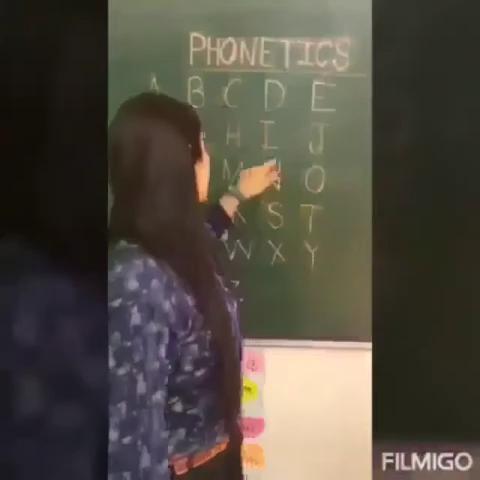 PHONETICS
A B C D E
H I J
M N O
R S T
W X Y
Z
FILMIGO